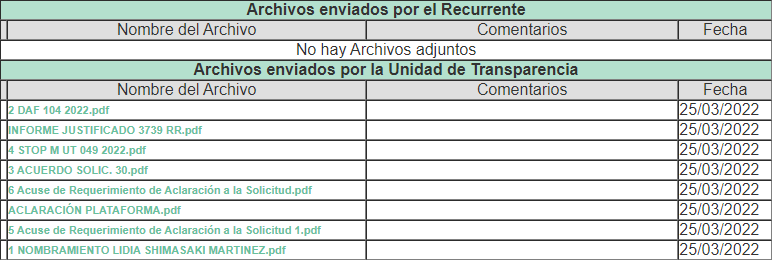 Archivos enviados por el Recurrente
Nombre del Archivo Comentarios Fecha
No hay Archivos adjuntos
Archivos enviados por la Unidad de Transparencia
Nombre del Archivo Comentarios Fecha
2 DAF 104 2022.pdf 25/03/2022
INFORME JUSTIFICADO 3739 RR.pdf 25/03/2022
4 STOP M UT 049 2022.pdf 25/03/2022
3 ACUERDO SOLIC. 30.pdf 25/03/2022
6 Acuse de Requerimiento de Aclaración a la Solicitud.pdf 25/03/2022
ACLARACIÓN PLATAFORMA.pdf 25/03/2022
5 Acuse de Requerimiento de Aclaración a la Solicitud 1.pdf 25/03/2022
1 NOMBRAMIENTO LIDIA SHIMASAKI MARTINEZ.pdf 25/03/2022